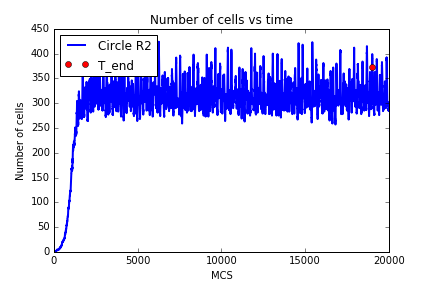 Number of cells vs time
450
400
350
300
250
200
150
100
50
0
Number of cells
Circle R2
T_end
0 5000 10000 15000 20000
MCS